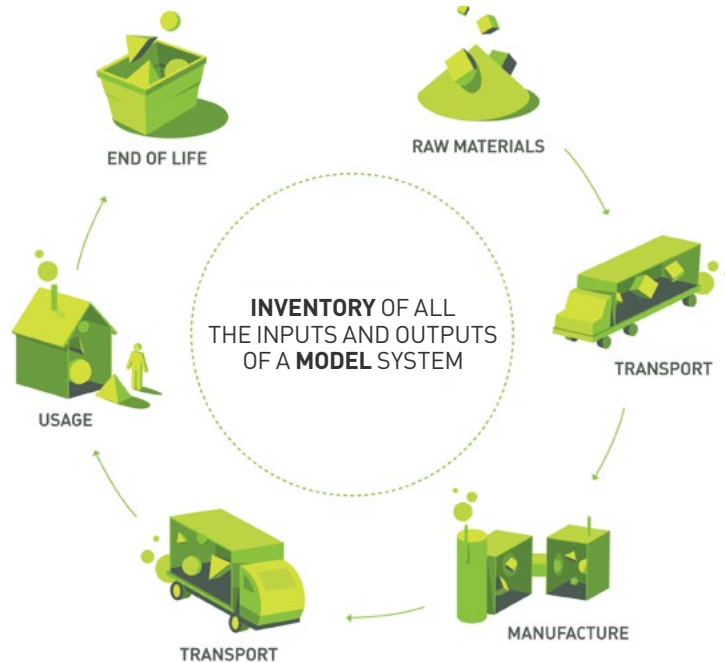 END OF LIFE
RAW MATERIALS
INVENTORY OF ALL
THE INPUTS AND OUTPUTS
OF A MODEL SYSTEM
TRANSPORT
USAGE
MANUFACTURE
TRANSPORT